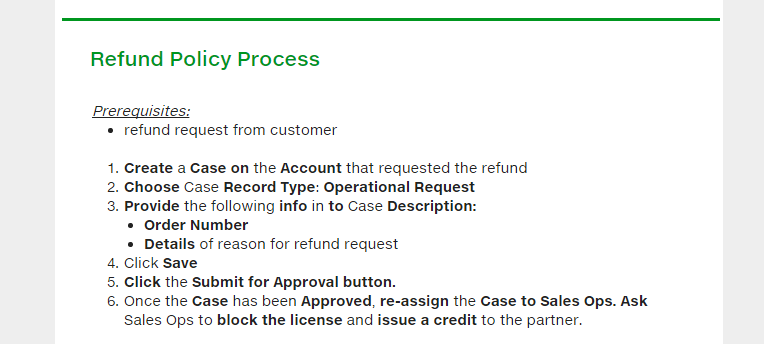 Refund Policy Process
Prerequisites:
• refund request from customer
1. Create a Case on the Account that requested the refund
2. Choose Case Record Type: Operational Request
3. Provide the following info in to Case Description:
• Order Number
• Details of reason for refund request
4. Click Save
5. Click the Submit for Approval button.
6. Once the Case has been Approved, re-assign the Case to Sales Ops. Ask
Sales Ops to block the license and issue a credit to the partner.